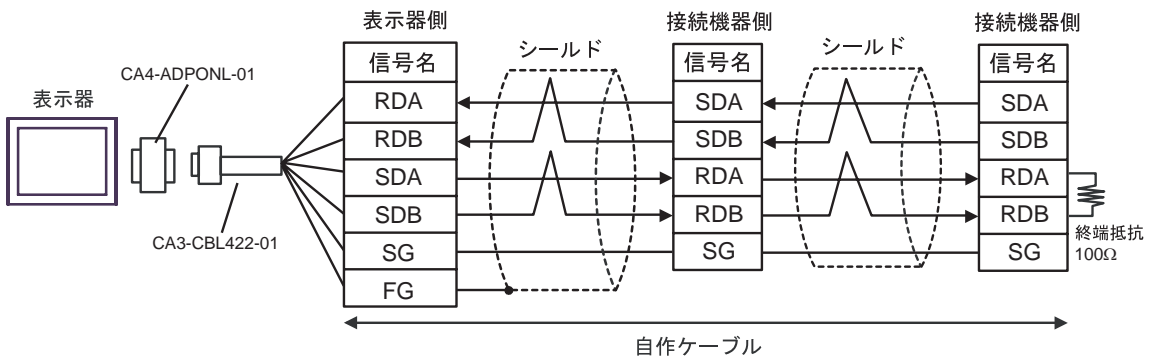 表示器側
接続機器側
接続機器側
シールド
シールド
CA4-ADPONL-01
表示器
CA3-CBL422-01
信号名
RDA
RDB
SDA
SDB
SG
FG
信号名
SDA
SDB
RDA
RDB
SG
信号名
SDA
SDB
RDA
RDB
SG
終端抵抗
100Ω
自作ケーブル